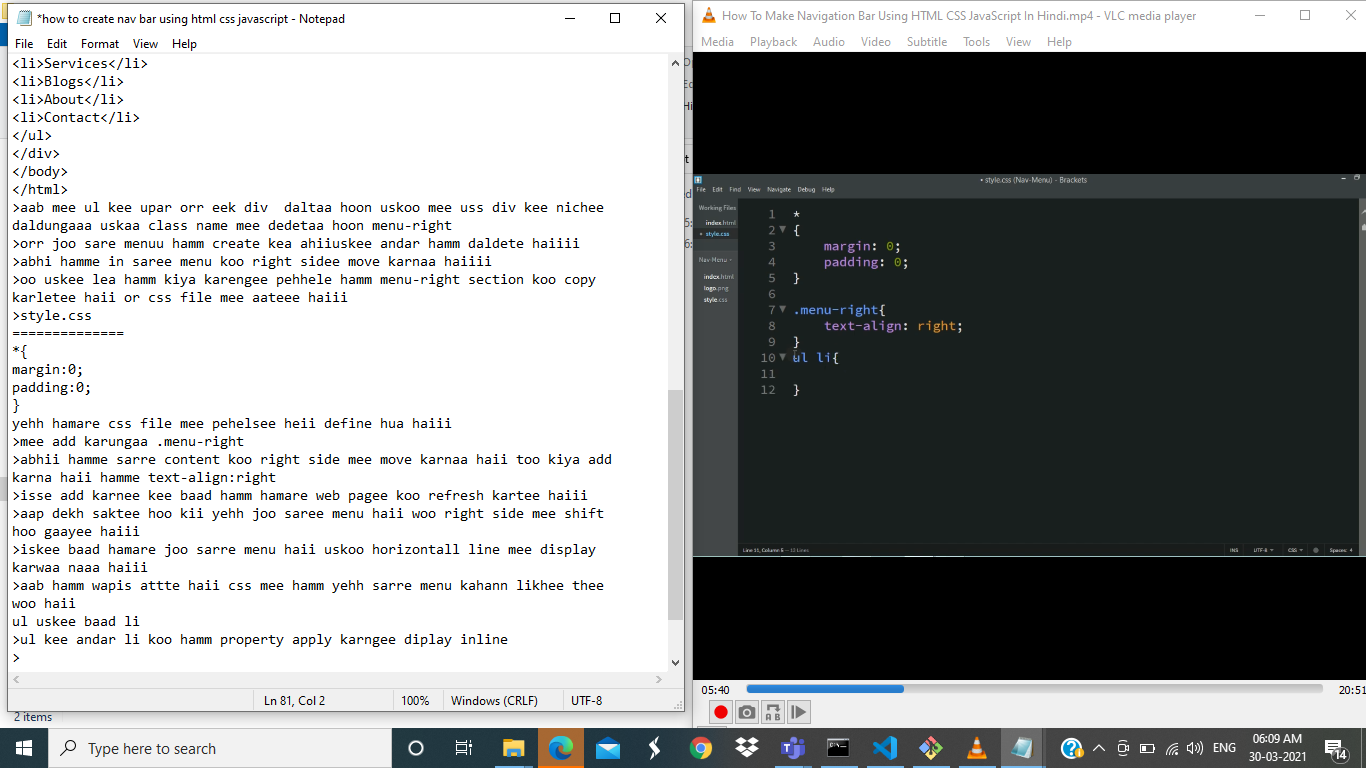 *how to create nav bar using html css javascript - Notepad
File Edit Format View Help
<li>Services</li>
<li>Blogs</li>
<li>About</li>
<li>Contact</li>
</ul>
</div>
</body>
</html>
>aab mee ul kee upar orr eek div  daltaa hoon uskoo mee uss div kee nichee
daldungaaa uskaa class name mee dedetaa hoon menu-right
>orr joo sare menuu hamm create kea ahiiuskee andar hamm daldete haiiii
>abhi hamme in saree menu koo right sidee move karnaa haiiii
>oo uskee lea hamm kiya karengee pehhele hamm menu-right section koo copy
karletee haii or css file mee aateee haiii
>style.css
==============
*{
margin:0;
padding:0;
}
yehh hamare css file mee pehelsee heii define hua haiii
>mee add karungaa .menu-right
>abhii hamme sarre content koo right side mee move karnaa haii too kiya add
karna haii hamme text-align:right
>isse add karnee kee baad hamm hamare web pagee koo refresh kartee haiii
>aap dekh saktee hoo kii yehh joo saree menu haii woo right side mee shift
hoo gaayee haiii
>iskee baad hamare joo sarre menu haii uskoo horizontall line mee display
karwaa naaa haiii
>aab hamm wapis attte haii css mee hamm yehh sarre menu kahann likhee thee
woo haii
ul uskee baad li
>ul kee andar li koo hamm property apply karngee diplay inline
>
Ln 81, Col 2 100% Windows (CRLF) UTF-8
2 items
How To Make Navigation Bar Using HTML CSS JavaScript In Hindi.mp4 - VLC media player
Media Playback Audio Video Subtitle Tools View Help
• style.css (Nav-Menu) - Brackets
File Edit Find View Navigate Debug Help
Working Files
index.html
style.css
Nav-Menu
index.html
logo.png
style.css
1 *
2 {
3 margin: 0;
4 padding: 0;
5 }
6
7 .menu-right{
8 text-align: right;
9 }
10 ul li{
11
12 }
Line 11, Column 5 — 12 Lines
INS UTF-8 CSS Spaces: 4
05:40 20:51
A B
Type here to search
ENG
06:09 AM
30-03-2021
14